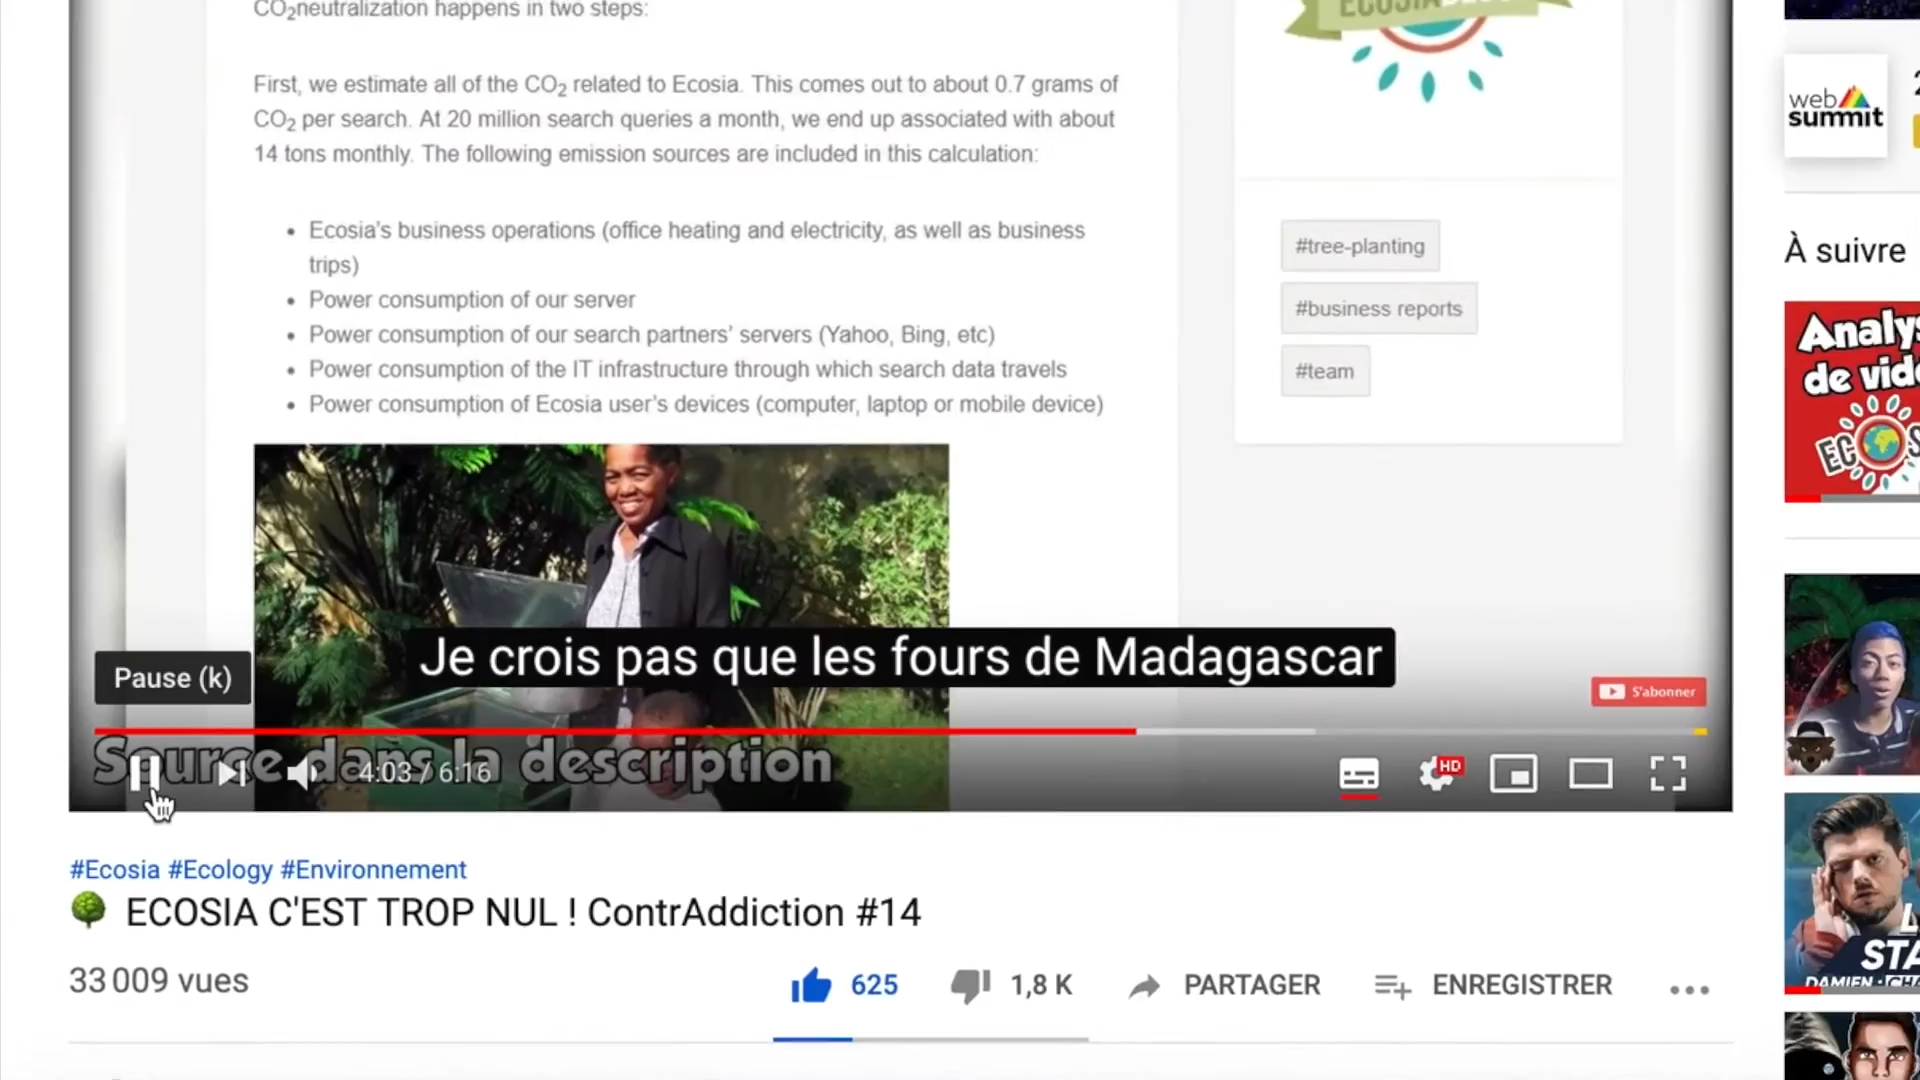 CO2neutralization happens in two steps:
First, we estimate all of the CO2 related to Ecosia. This comes out to about 0.7 grams of
CO2 per search. At 20 million search queries a month, we end up associated with about
14 tons monthly. The following emission sources are included in this calculation:
• Ecosia's business operations (office heating and electricity, as well as business
trips)
• Power consumption of our server
• Power consumption of our search partners' servers (Yahoo, Bing, etc)
• Power consumption of the IT infrastructure through which search data travels
• Power consumption of Ecosia user's devices (computer, laptop or mobile device)
#tree-planting
#business reports
#team
Je crois pas que les fours de Madagascar
Pause (k)
S'abonner
Source dans la description
4:03 / 6:16
HD
#Ecosia #Ecology #Environnement
ECOSIA C'EST TROP NUL ! ContrAddiction #14
33 009 vues
625
1,8 K
PARTAGER
ENREGISTRER
web
summit
À suivre
de
DAMIEN